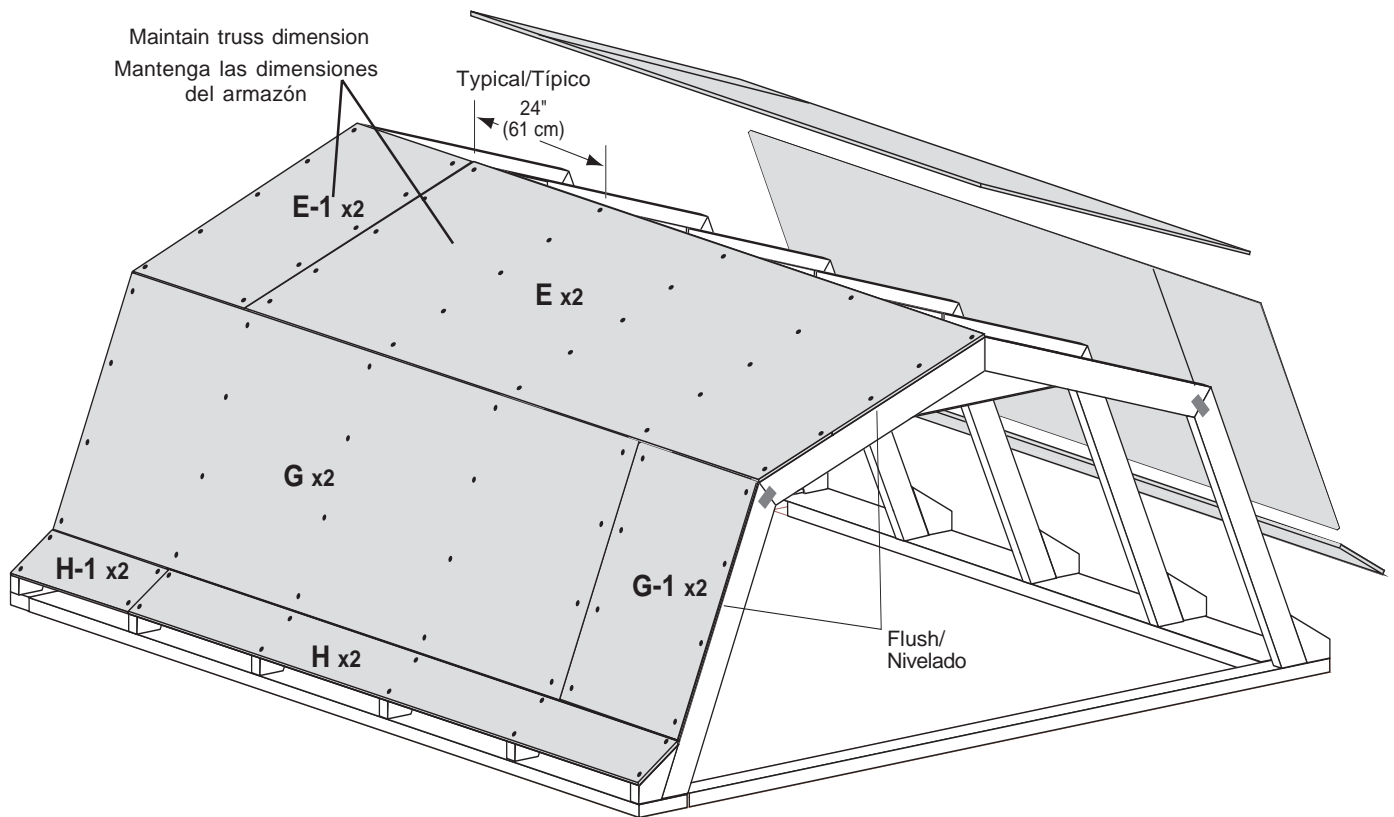 Maintain truss dimension
Mantenga las dimensiones
del armazón
Typical/Típico
24"
(61 cm)
E-1 x2
E x2
G x2
H-1 x2
G-1 x2
H x2
Flush/
Nivelado